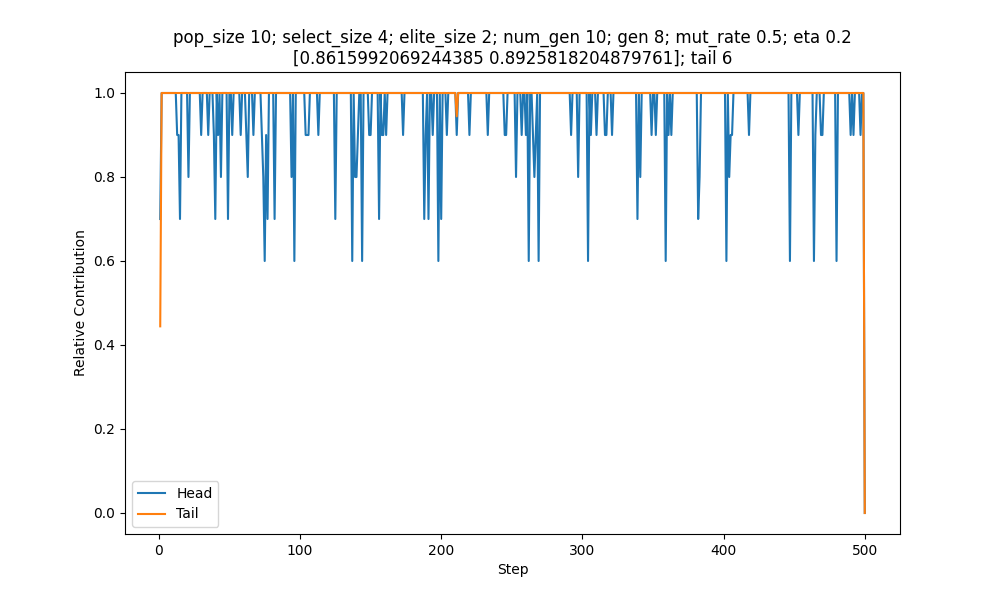 pop_size 10; select_size 4; elite_size 2; num_gen 10; gen 8; mut_rate 0.5; eta 0.2
[0.8615992069244385 0.8925818204879761]; tail 6
1.0
0.8
0.6
0.4
0.2
0.0
Relative Contribution
Head
Tail
0
100
200
300
400
500
Step